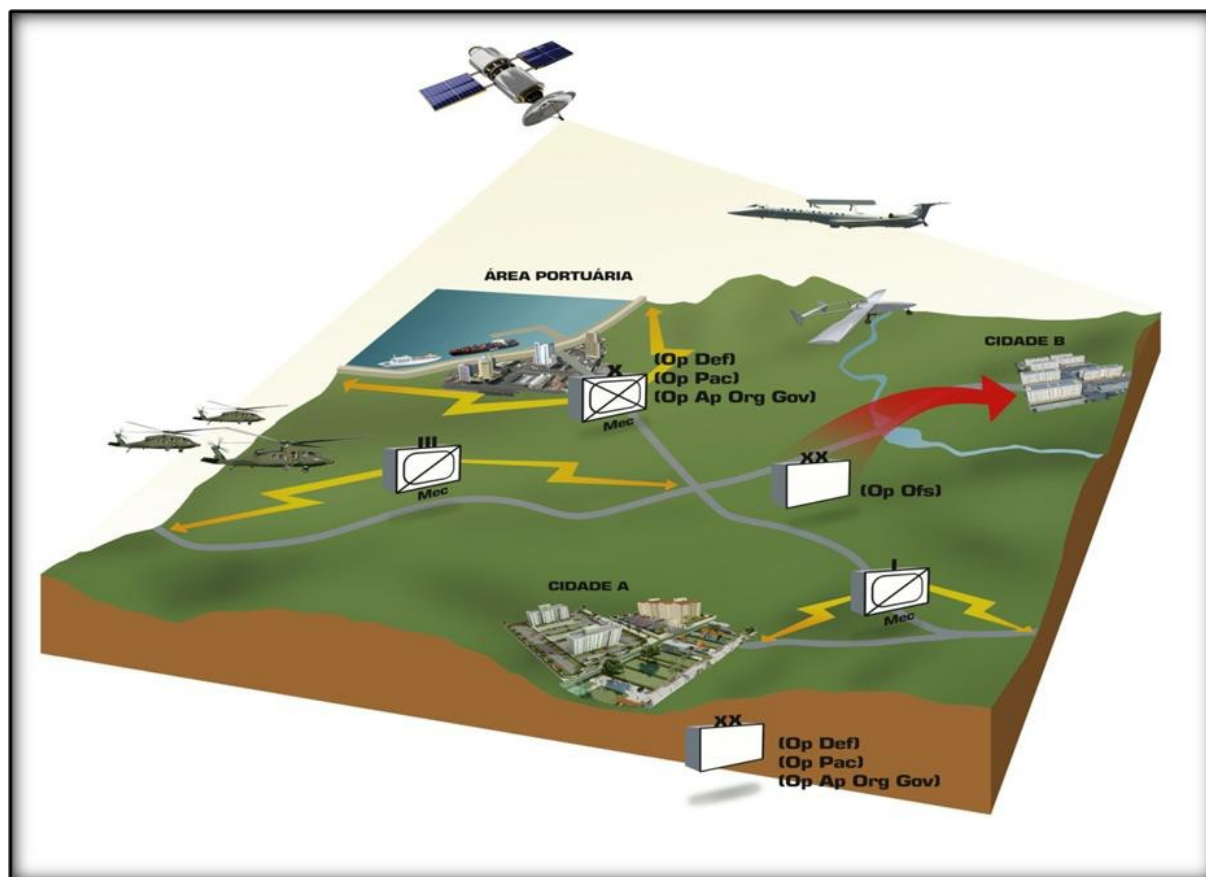 ÁREA PORTUÁRIA
CIDADE B
X
(Op Def)
(Op Pac)
(Op Ap Org Gov)
Mec
III
Mec
XX
(Op Ofs)
I
Mec
CIDADE A
XX
(Op Def)
(Op Pac)
(Op Ap Org Gov)